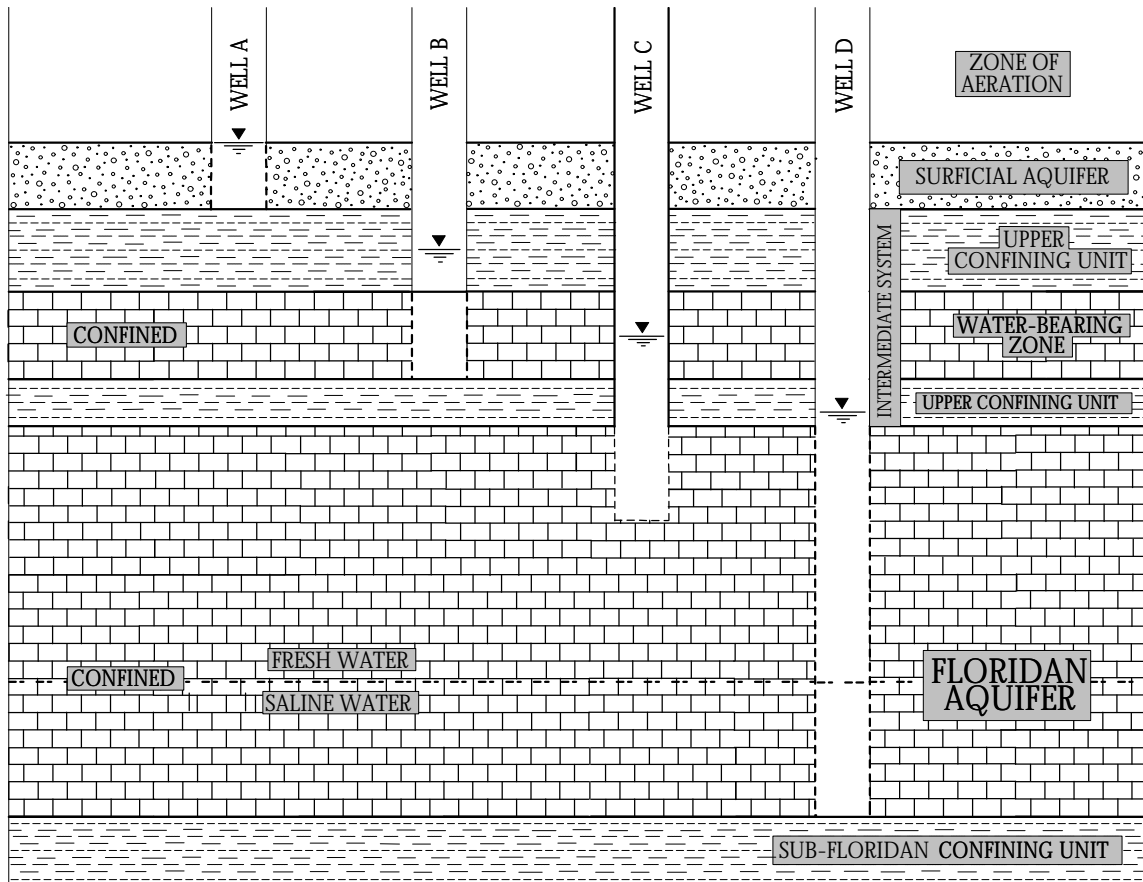 WELL A
WELL B
WELL C
WELL D
ZONE OF
AERATION
SURFICIAL AQUIFER
INTERMEDIATE SYSTEM
UPPER
CONFINING UNIT
CONFINED
WATER-BEARING
ZONE
UPPER CONFINING UNIT
FRESH WATER
CONFINED
SALINE WATER
FLORIDAN
AQUIFER
SUB-FLORIDAN CONFINING UNIT